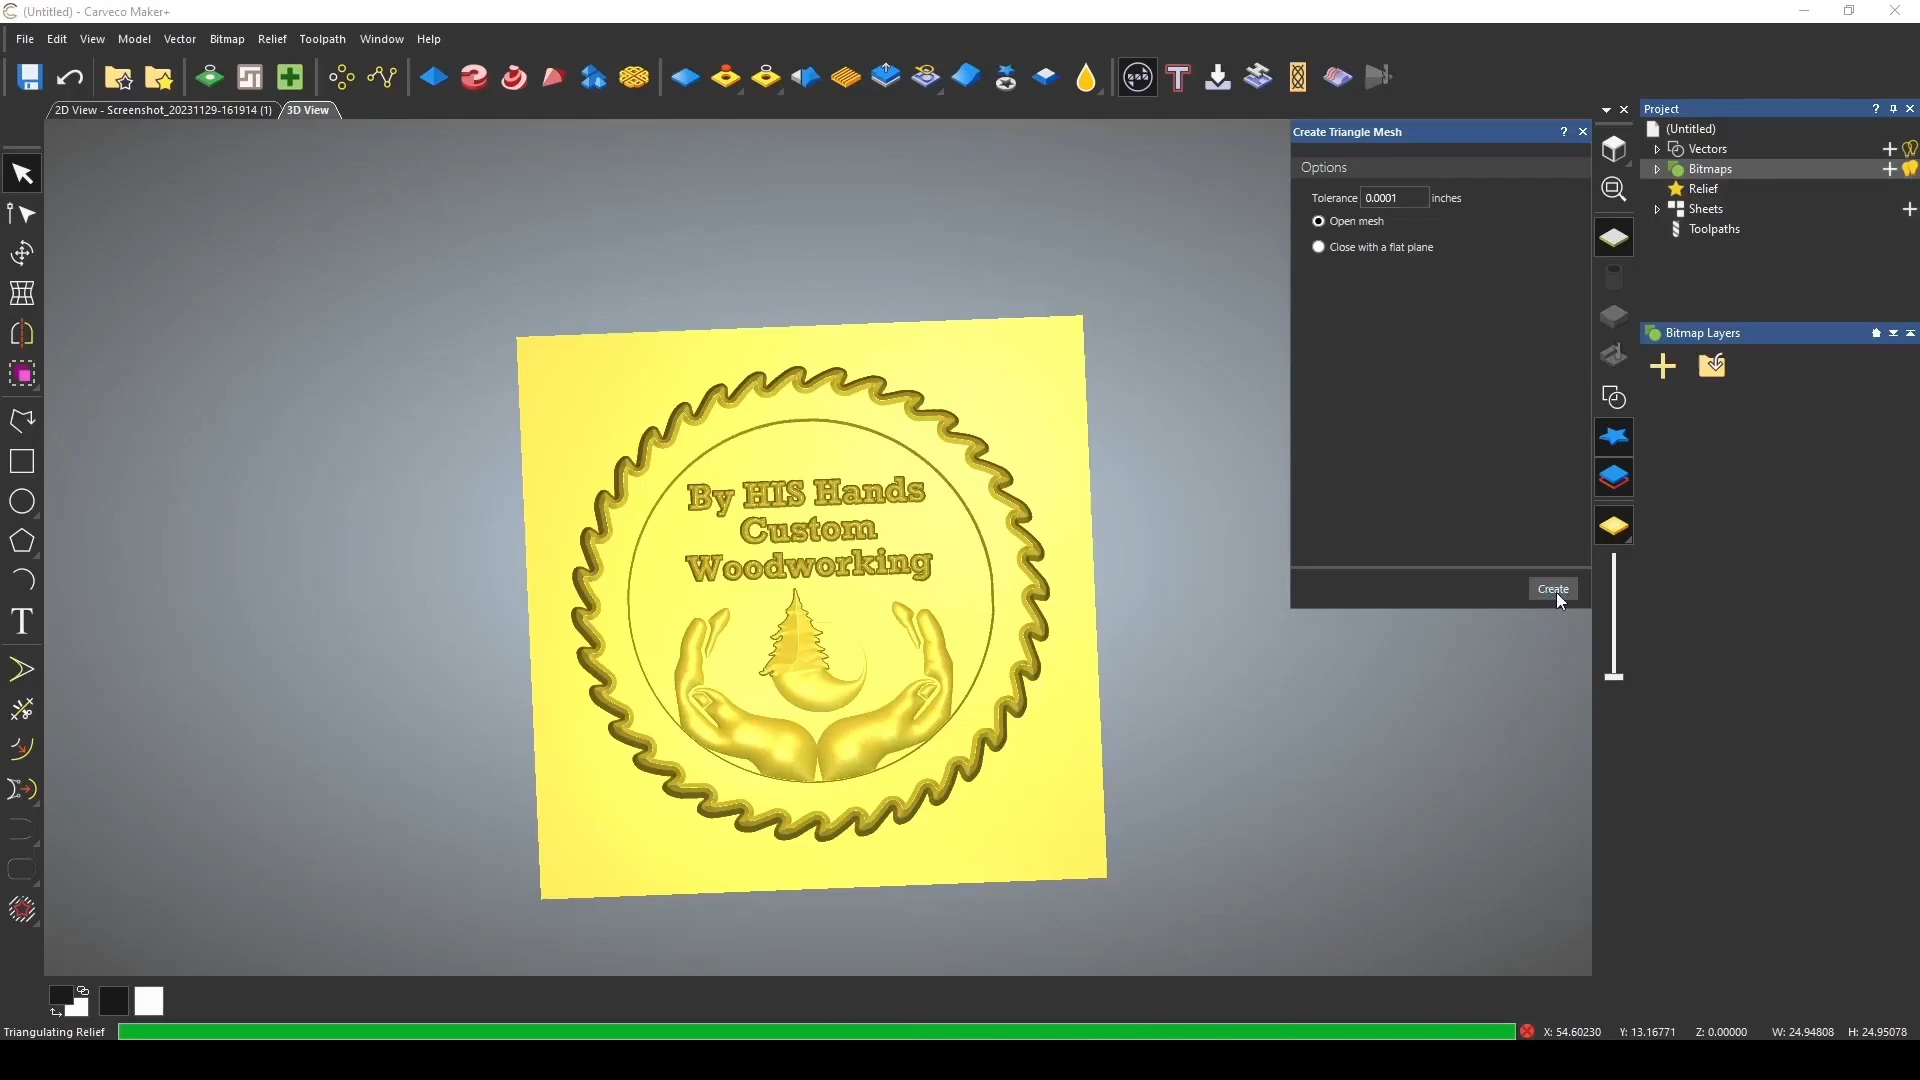 (Untitled) - Carveco Maker+
File Edit View Model Vector Bitmap Relief Toolpath Window Help
2D View - Screenshot_20231129-161914 (1) 3D View
Create Triangle Mesh ?
Options
Tolerance 0.0001 inches
Open mesh
Close with a flat plane
Create
Project ?
(Untitled)
Vectors
Bitmaps
Relief
Sheets
Toolpaths
Bitmap Layers
By HIS Hands
Custom
Woodworking
T
Triangulating Relief X: 54.60230 Y: 13.16771 Z: 0.00000 W: 24.94808 H: 24.95078